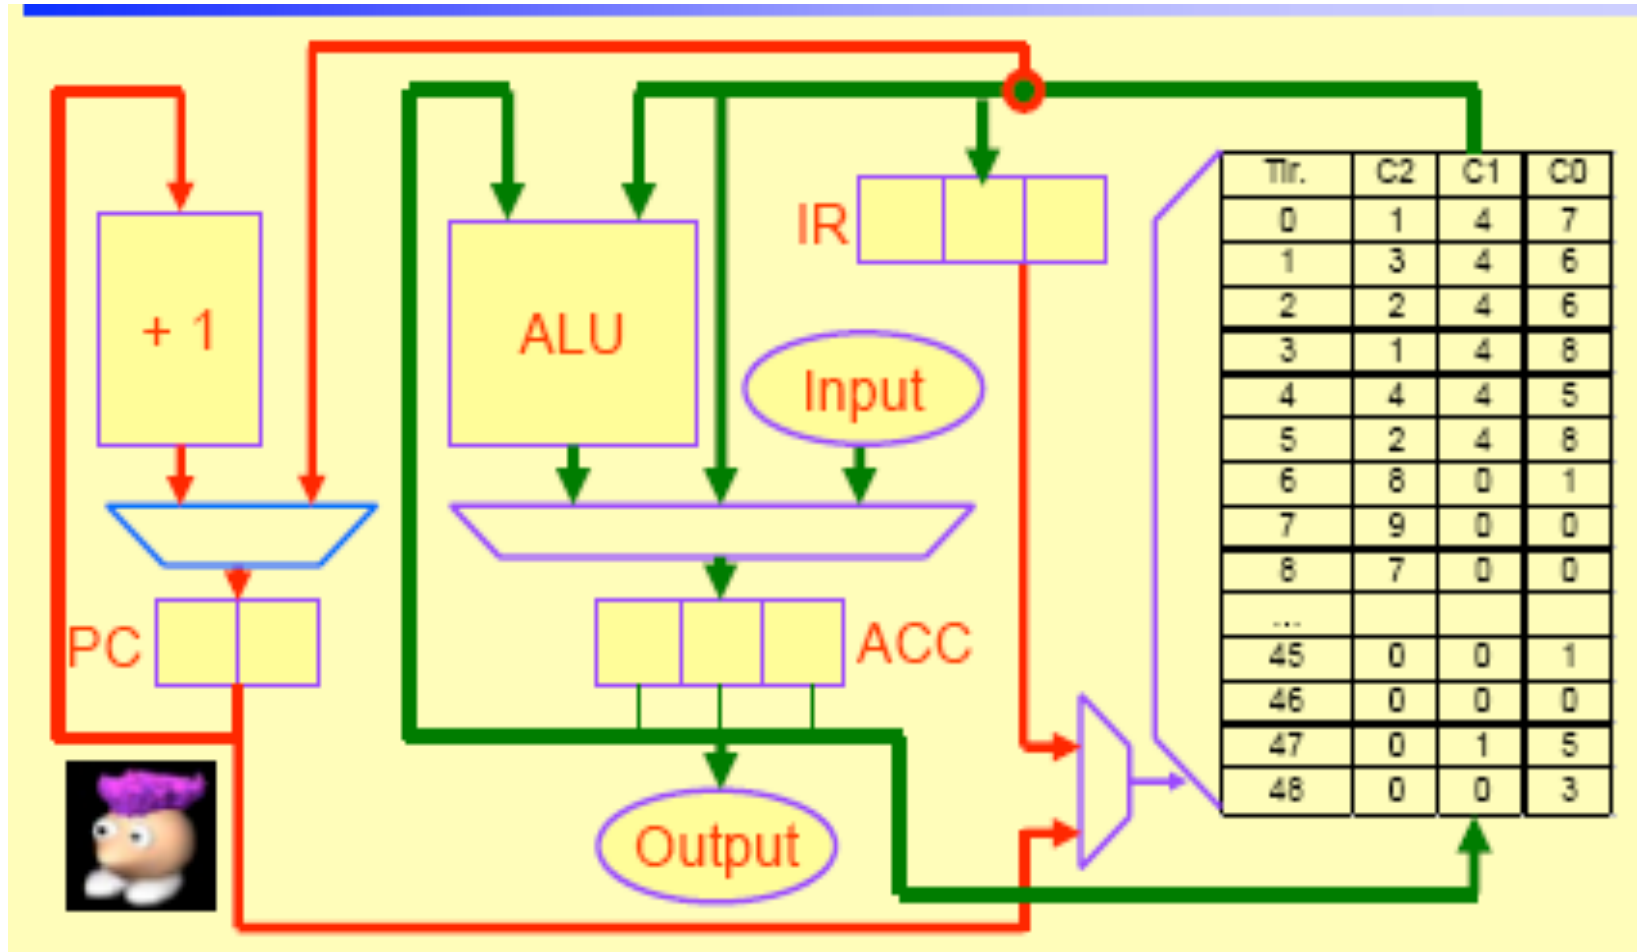 + 1
ALU
IR
Input
PC
ACC
Output
Tlr. C2 C1 C0
0 1 4 7
1 3 4 6
2 2 4 6
3 1 4 8
4 4 4 5
5 2 4 8
6 8 0 1
7 9 0 0
8 7 0 0
...
45 0 0 1
46 0 0 0
47 0 1 5
48 0 0 3